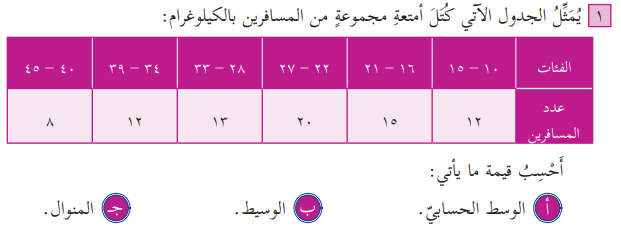 ١ يُمَثِّلُ الجدول الآتي كُتَلَ أمتعةِ مجموعةٍ من المسافرين بالكيلوغرام:
الفئات ١٠ – ١٥ ١٦ – ٢١ ٢٢ – ٢٧ ٢٨ – ٣٣ ٣٤ – ٣٩ ٤٠ – ٤٥
عدد المسافرين ١٢ ١٥ ٢٠ ١٣ ١٢ ٨
أَحْسِبُ قيمة ما يأتي:
أ الوسط الحسابيّ. ب الوسيط. جـ المنوال.